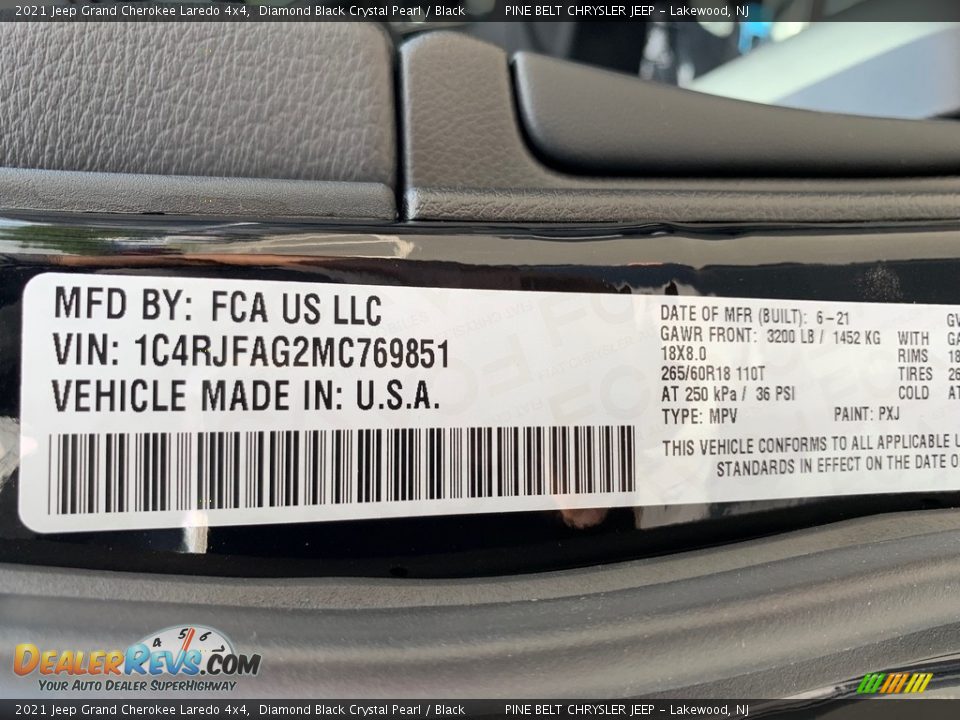 2021 Jeep Grand Cherokee Laredo 4x4,  Diamond Black Crystal Pearl / Black          PINE BELT CHRYSLER JEEP - Lakewood, NJ
MFD BY: FCA US LLC
VIN: 1C4RJFAG2MC769851
VEHICLE MADE IN: U.S.A.
DATE OF MFR (BUILT): 6-21
GAWR FRONT: 3200 LB / 1452 KG WITH
18X8.0 RIMS
265/60R18 110T TIRES
AT 250 kPa / 36 PSI COLD
TYPE: MPV PAINT: PXJ
THIS VEHICLE CONFORMS TO ALL APPLICABLE
STANDARDS IN EFFECT ON THE DATE
4 5 6
DealerRevs.com
Your Auto Dealer SuperHighway
2021 Jeep Grand Cherokee Laredo 4x4,  Diamond Black Crystal Pearl / Black          PINE BELT CHRYSLER JEEP - Lakewood, NJ